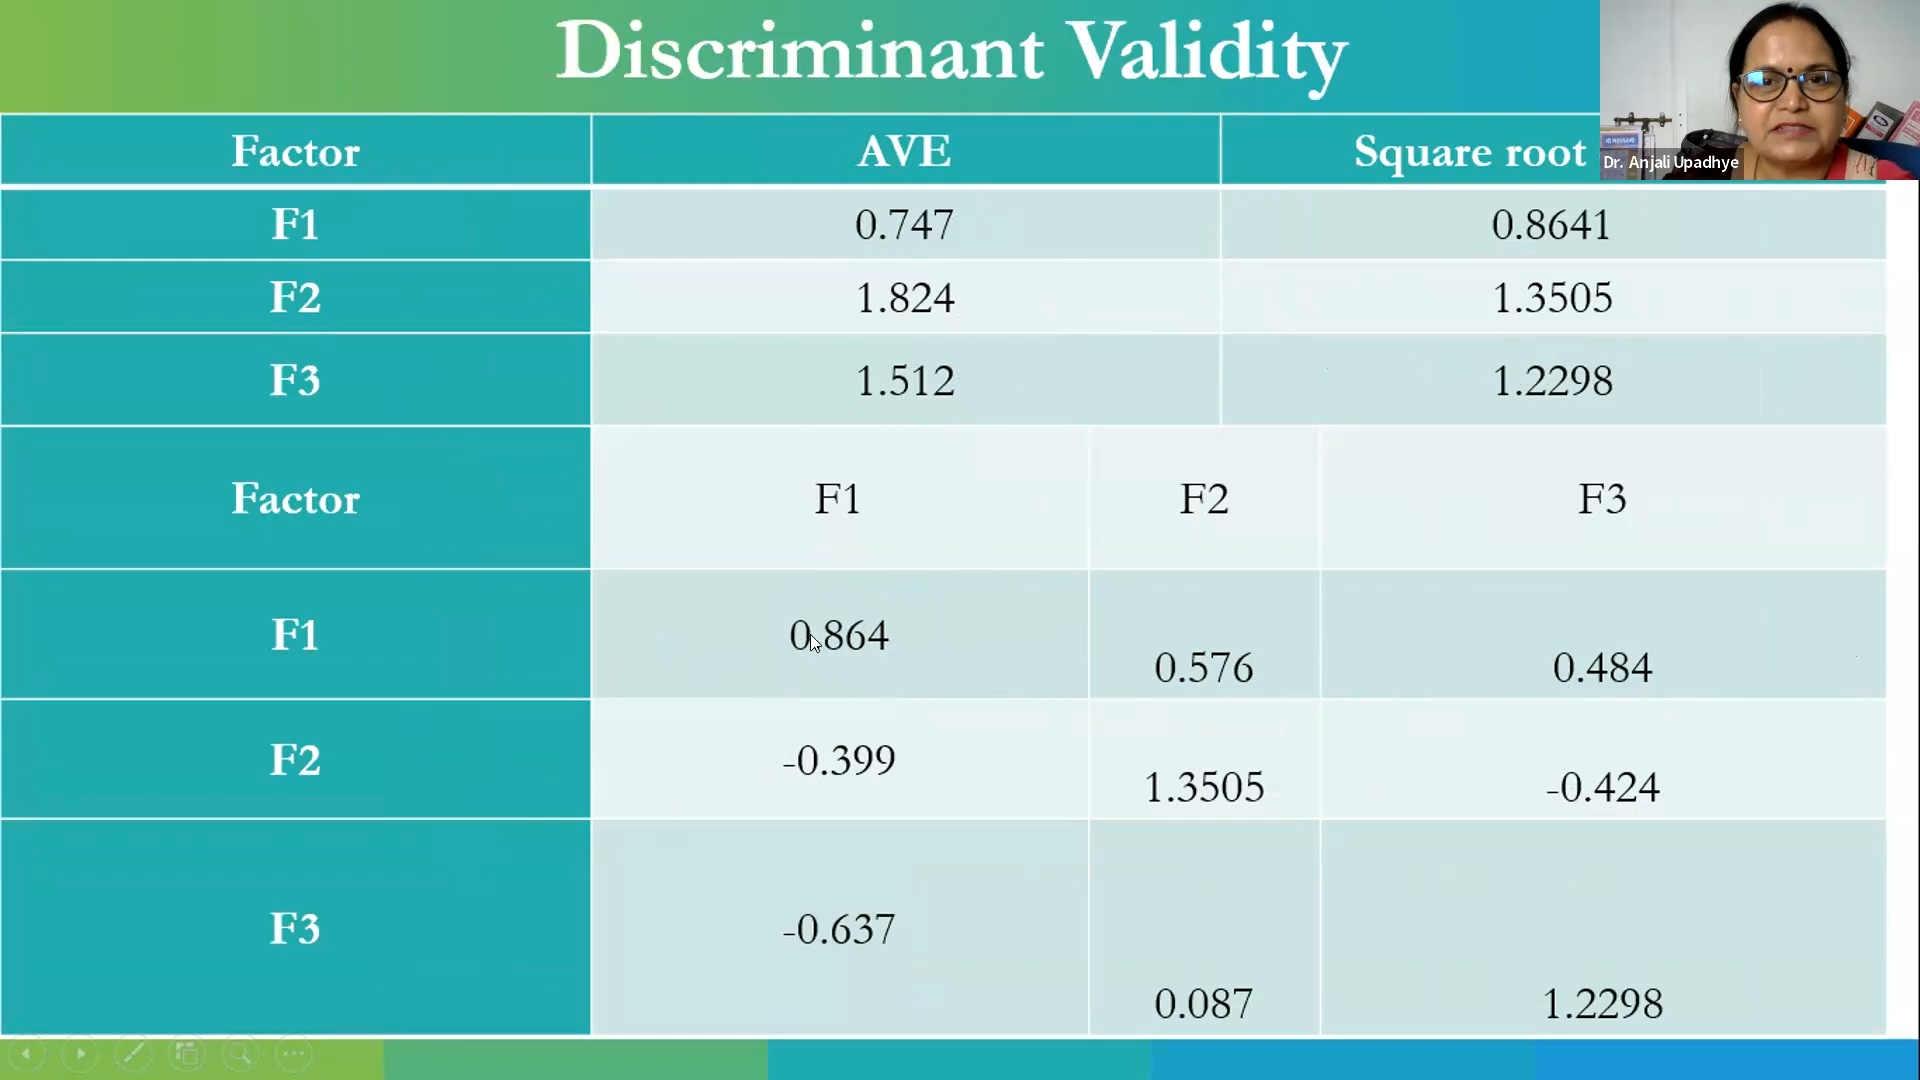 Discriminant Validity
Factor AVE Square root
Dr. Anjali Upadhye
F1 0.747 0.8641
F2 1.824 1.3505
F3 1.512 1.2298
Factor F1 F2 F3
F1 0.864 0.576 0.484
F2 -0.399 1.3505 -0.424
F3 -0.637 0.087 1.2298